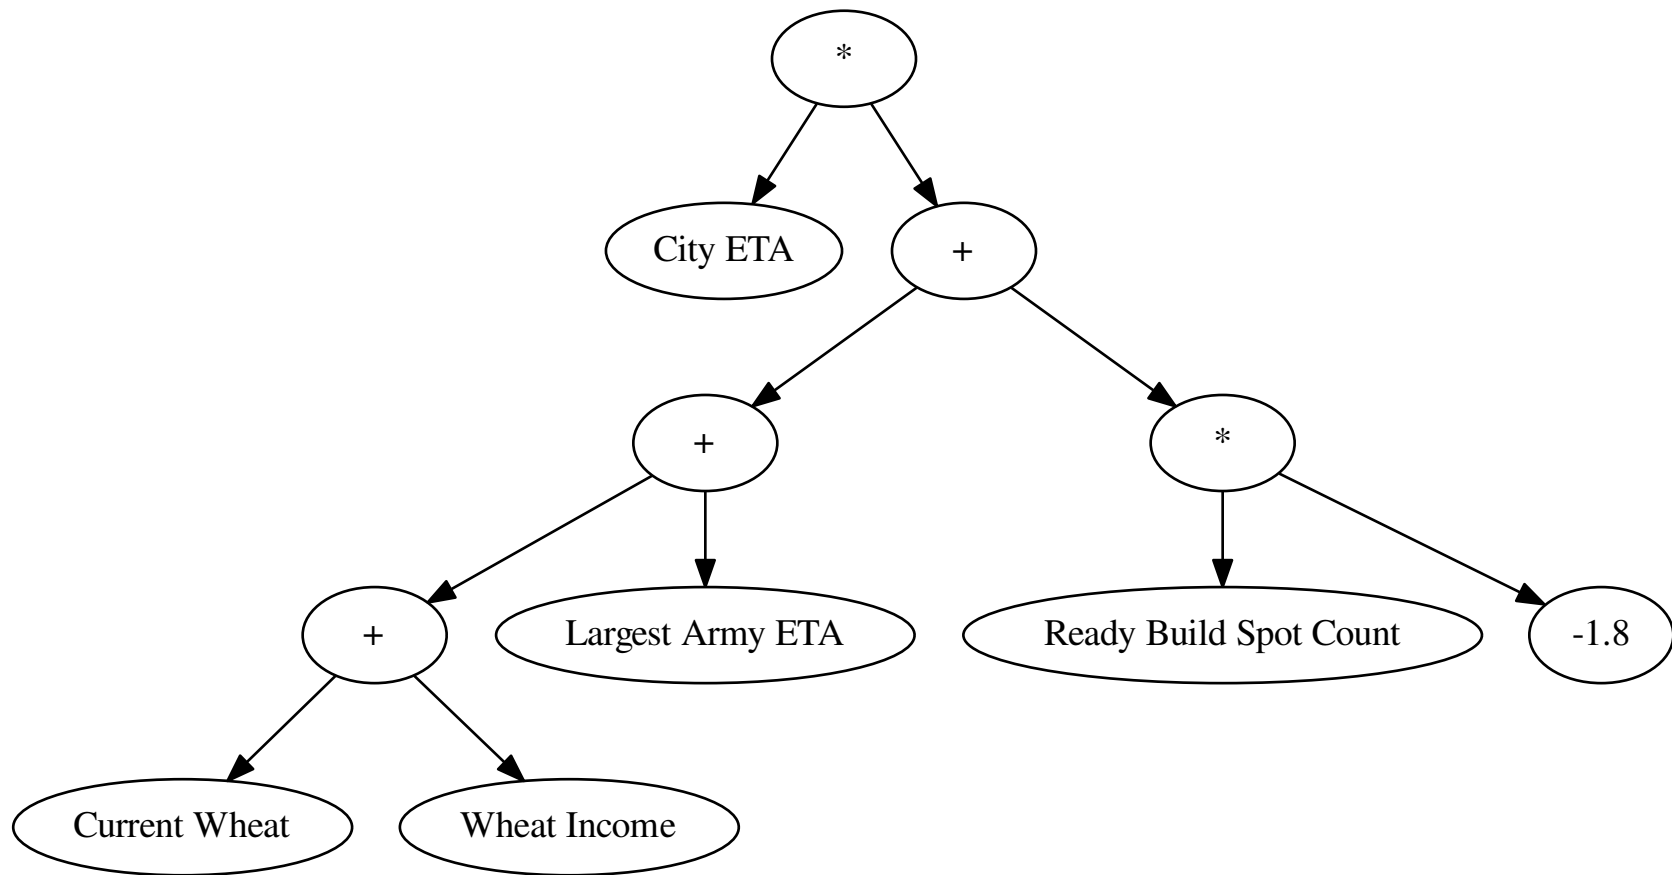 *
City ETA
+
+
*
+
Largest Army ETA
Ready Build Spot Count
-1.8
Current Wheat
Wheat Income